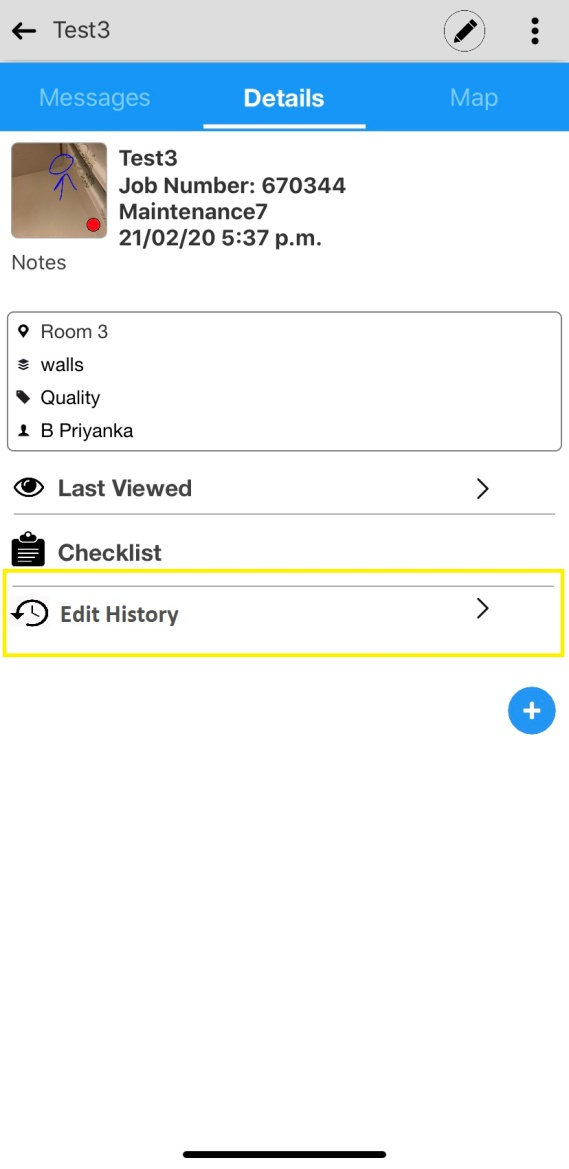 Test3
Messages Details Map
Test3
Job Number: 670344
Maintenance7
21/02/20 5:37 p.m.
Notes
Room 3
walls
Quality
B Priyanka
Last Viewed
Checklist
Edit History